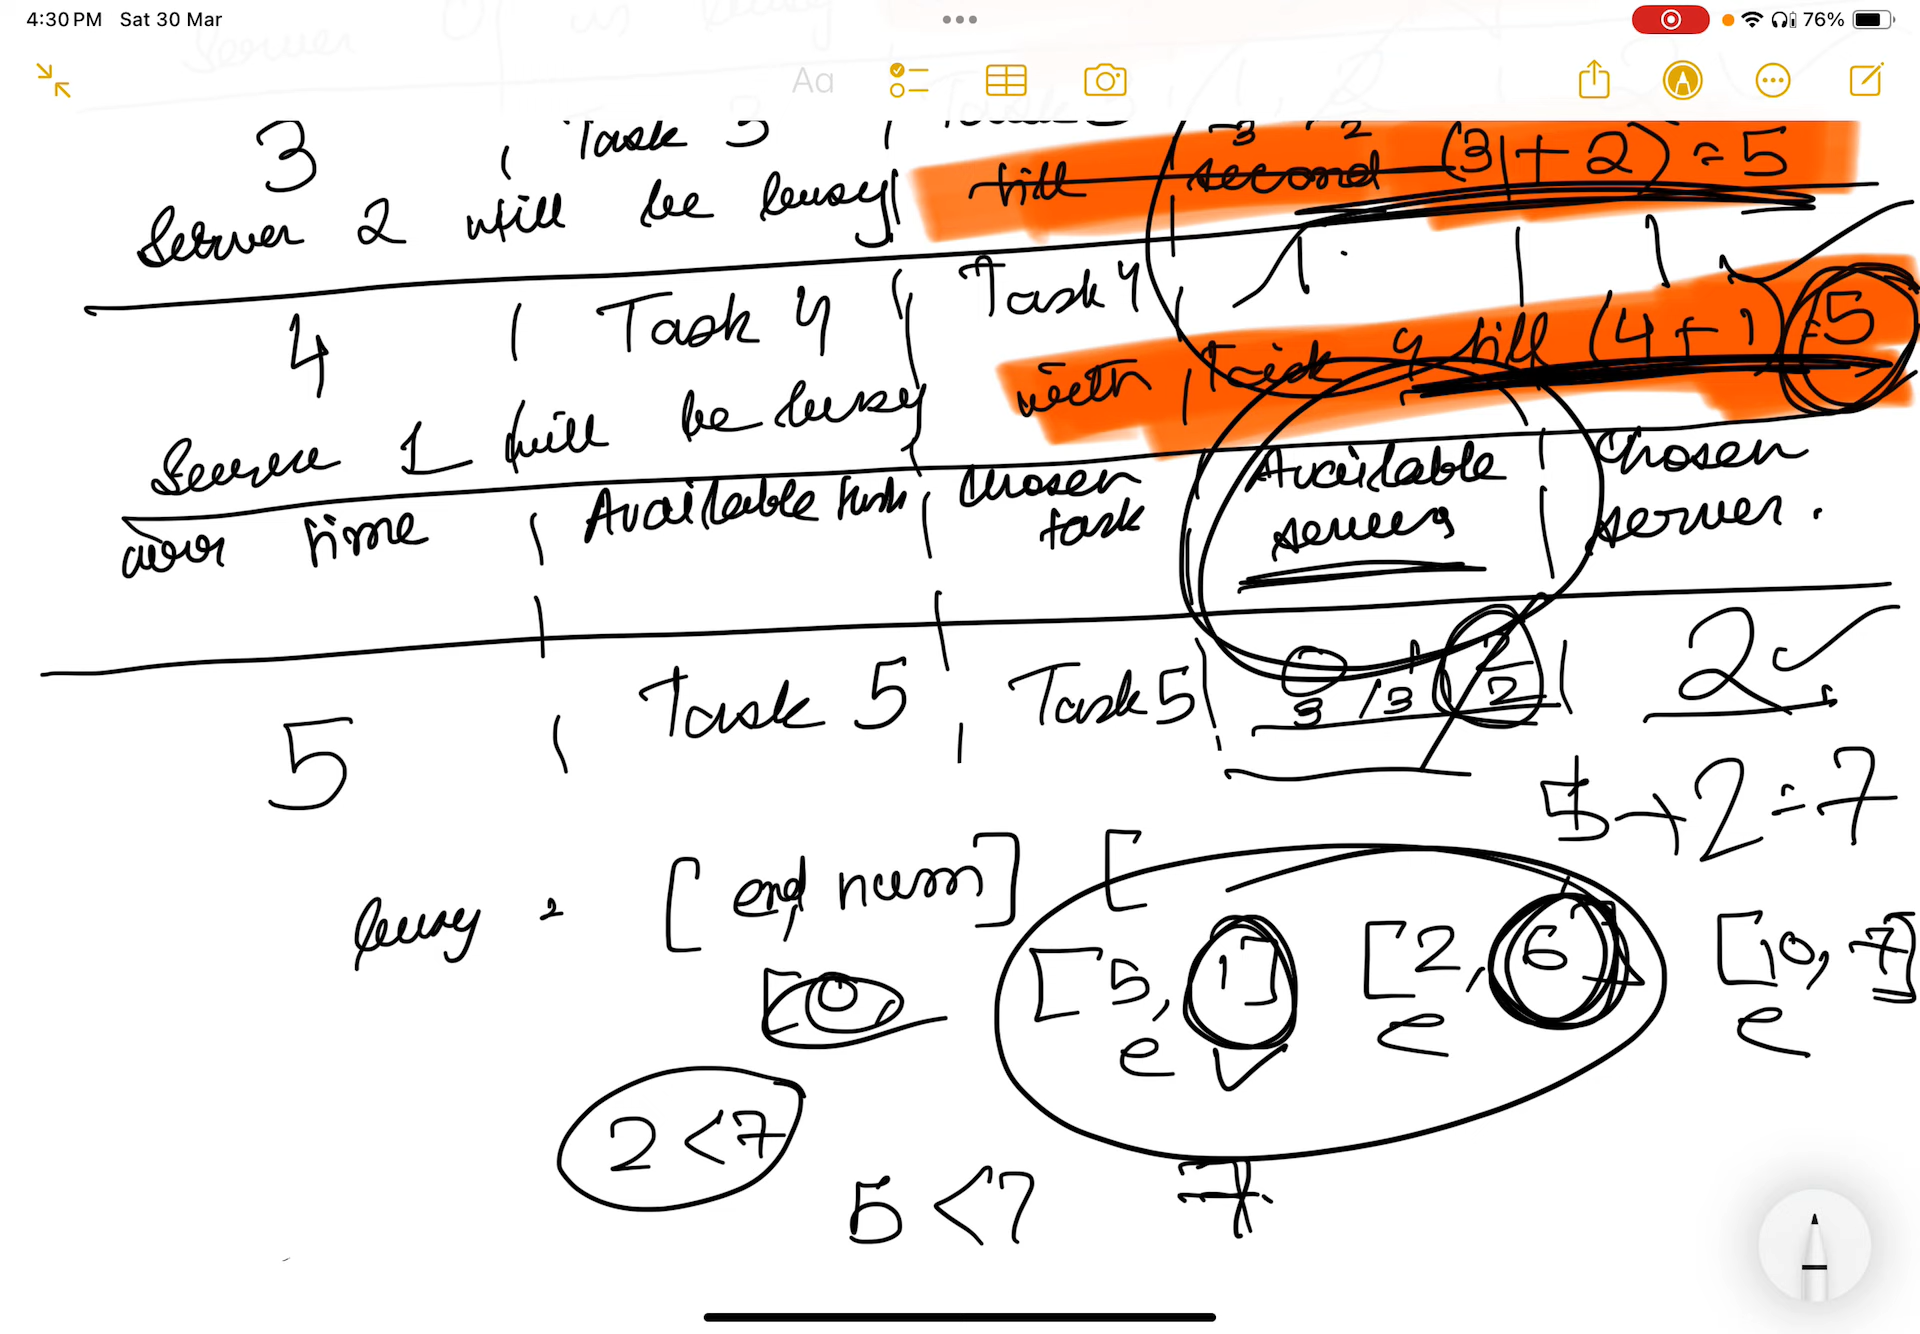 4:30 PM Sat 30 Mar
76%
Aa
3 Task 3
3 / 2
Server 2 will be busy till second (3+2) = 5
4 | Task 4 | Task 4 | 1 | 1
Server 1 will be busy with task 4 till (4+1) = 5
time | Available task | chosen task | Available servers | chosen server.
5 | Task 5 | Task 5 | 2
5+2=7
busy = [end, num] [
[0
[5, 1] [2, 6] [10, 7]
e e e
2 < 7
5 < 7 7